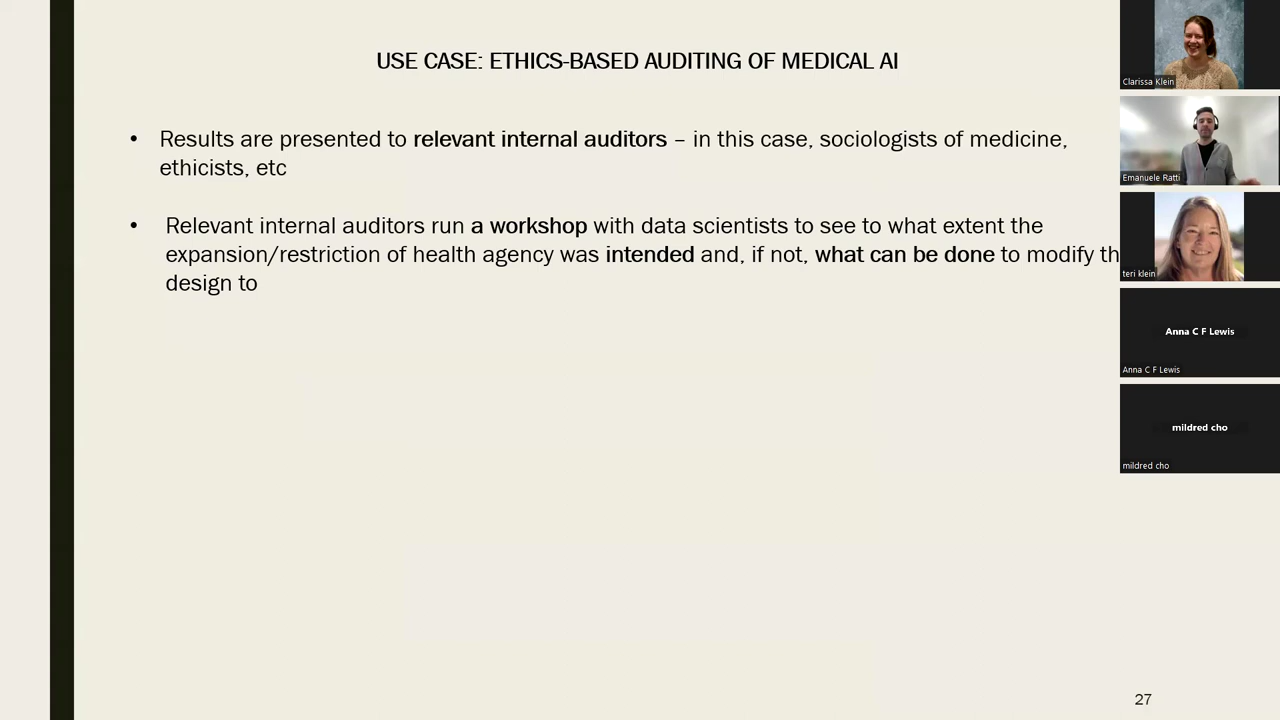 USE CASE: ETHICS-BASED AUDITING OF MEDICAL AI
• Results are presented to relevant internal auditors – in this case, sociologists of medicine,
ethicists, etc
• Relevant internal auditors run a workshop with data scientists to see to what extent the
expansion/restriction of health agency was intended and, if not, what can be done to modify th
design to
27
Clarissa Klein
Emanuele Ratti
teri klein
Anna C F Lewis
Anna C F Lewis
mildred cho
mildred cho